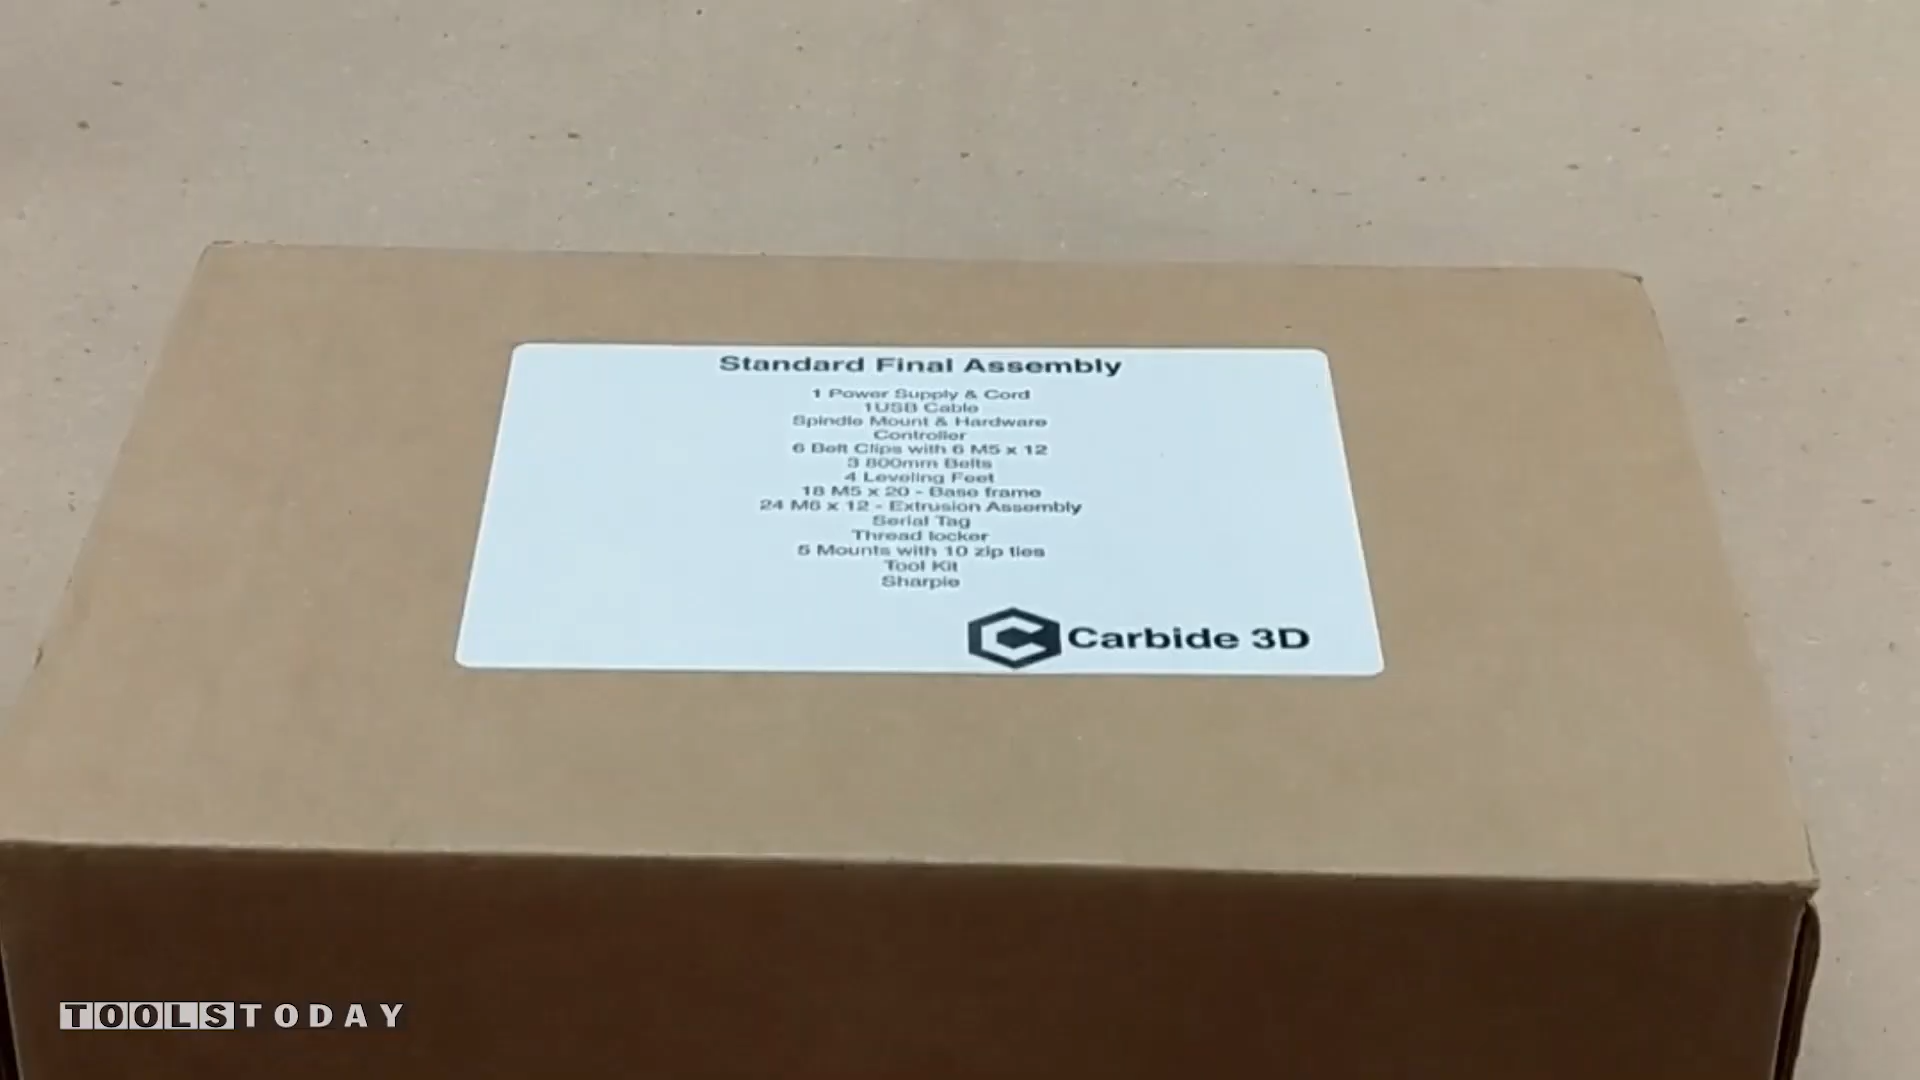 Standard Final Assembly
1 Power Supply & Cord
1USB Cable
Spindle Mount & Hardware
Controller
6 Belt Clips with 6 M5 x 12
3 800mm Belts
4 Leveling Feet
18 M5 x 20 - Base frame
24 M6 x 12 - Extrusion Assembly
Serial Tag
Thread locker
5 Mounts with 10 zip ties
Tool Kit
Sharpie
Carbide 3D
TOOLSTODAY